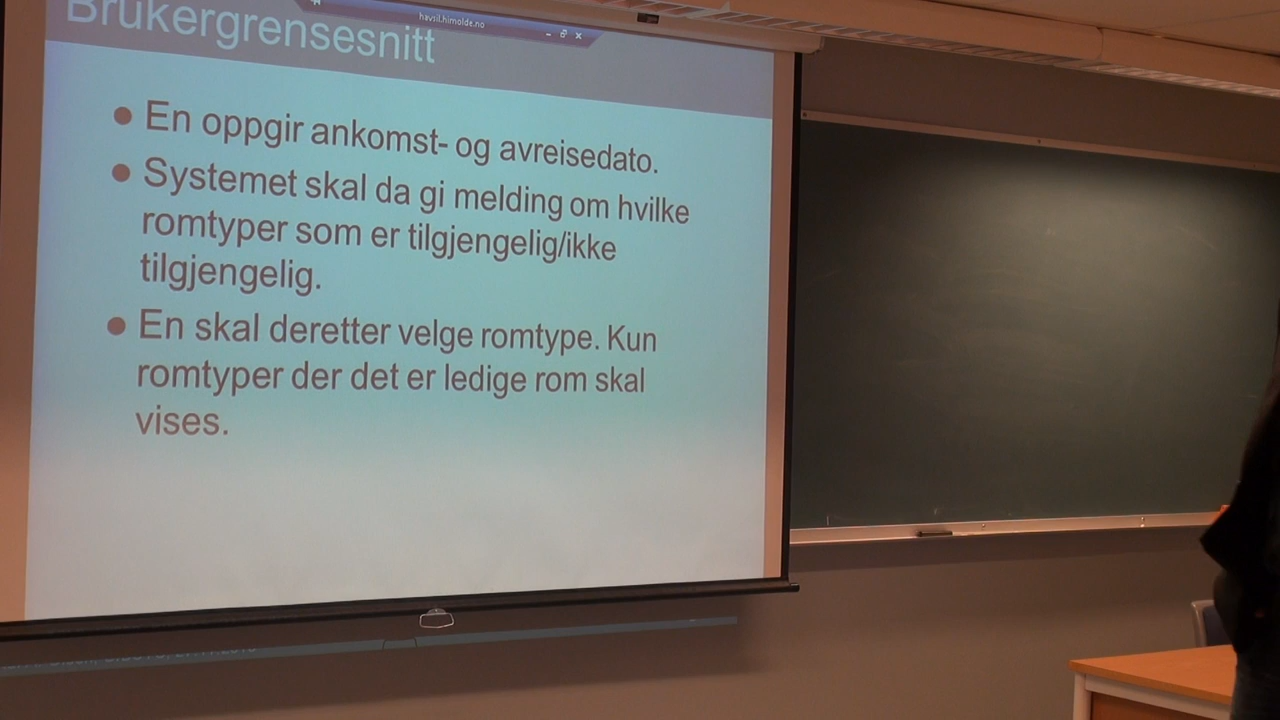 havsil.himolde.no
Brukergrensesnitt
En oppgir ankomst- og avreisedato.
Systemet skal da gi melding om hvilke
romtyper som er tilgjengelig/ikke
tilgjengelig.
En skal deretter velge romtype. Kun
romtyper der det er ledige rom skal
vises.